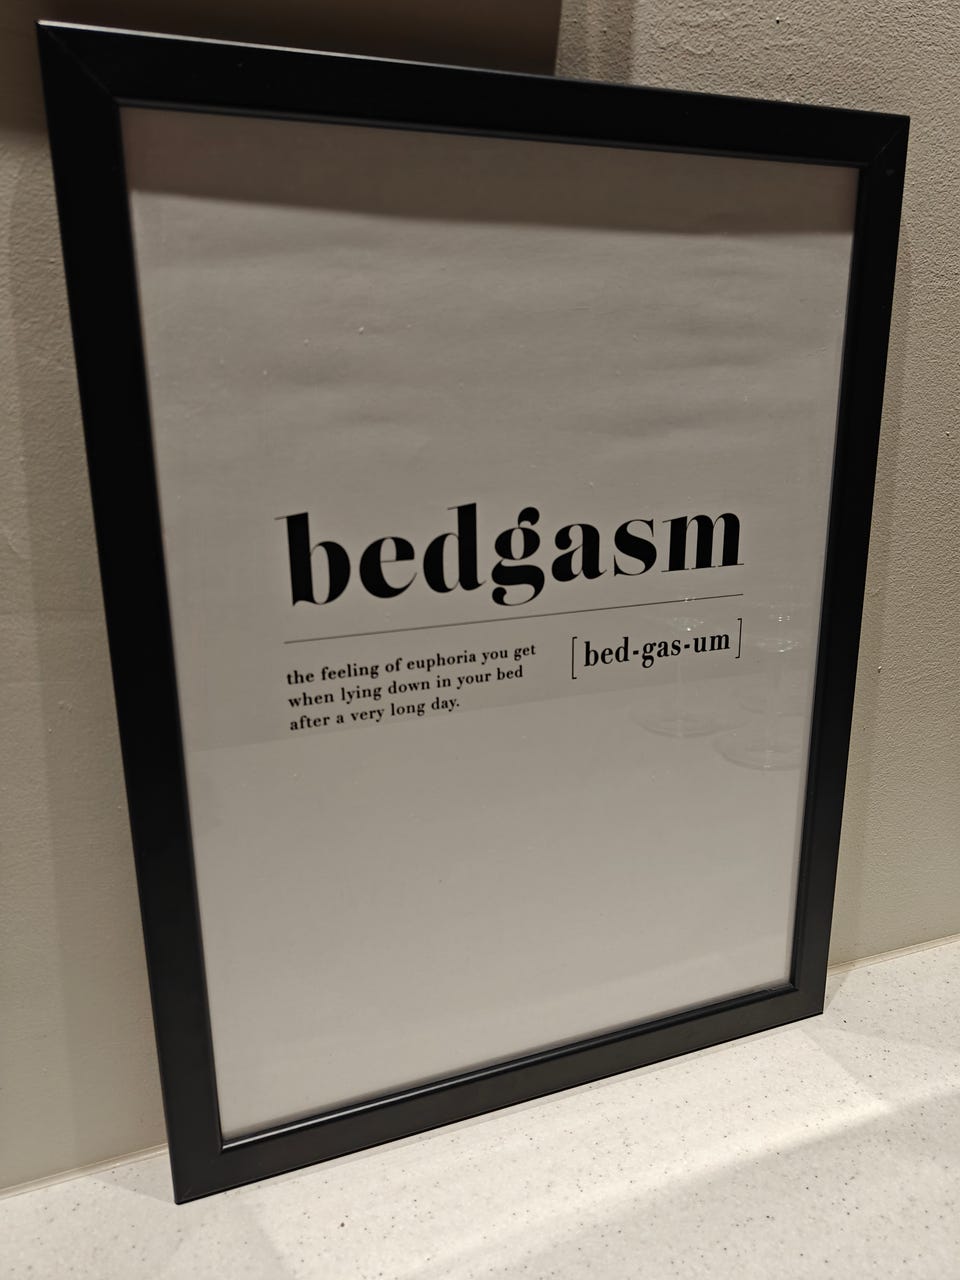 bedgasm
the feeling of euphoria you get
when lying down in your bed
after a very long day.
[bed-gas-um]